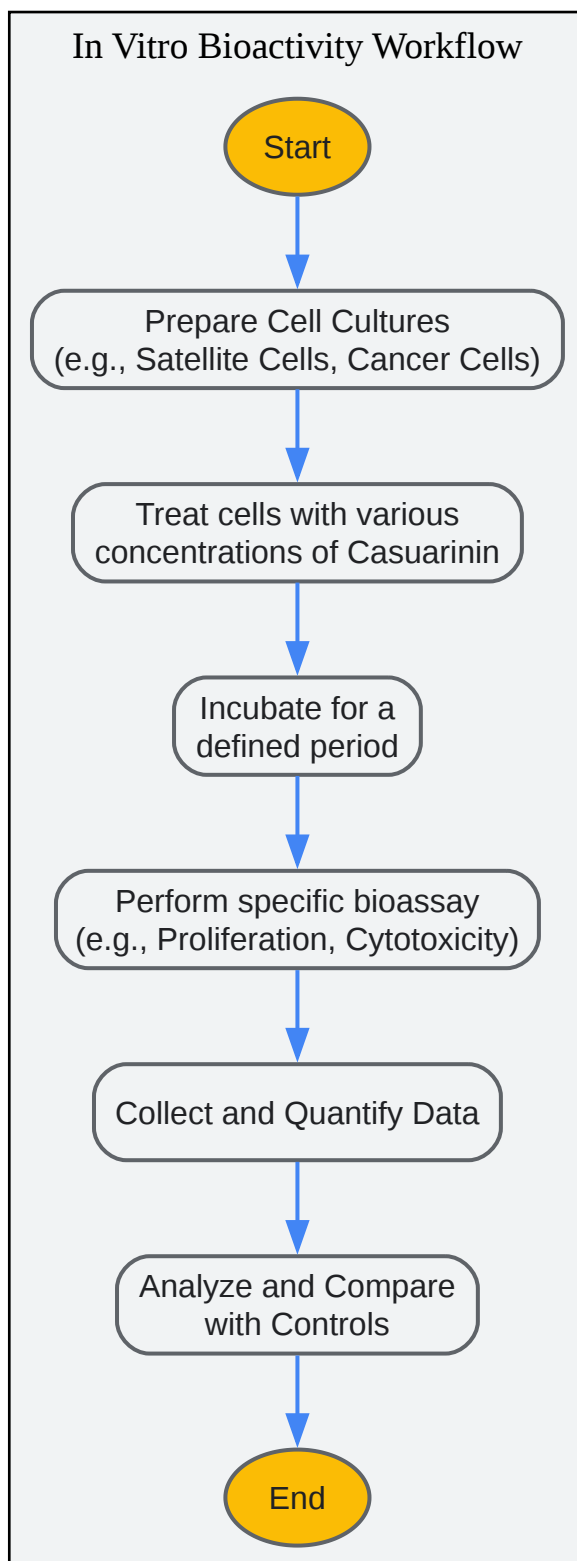 In Vitro Bioactivity Workflow
Start
Prepare Cell Cultures
(e.g., Satellite Cells, Cancer Cells)
Treat cells with various
concentrations of Casuarinin
Incubate for a
defined period
Perform specific bioassay
(e.g., Proliferation, Cytotoxicity)
Collect and Quantify Data
Analyze and Compare
with Controls
End